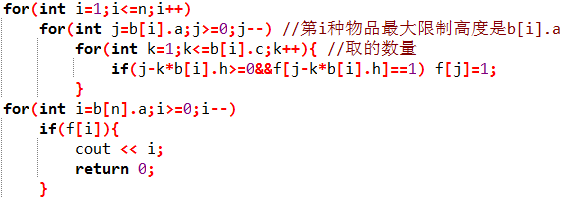 for(int i=1;i<=n;i++)
for(int j=b[i].a;j>=0;j--) //第i种物品最大限制高度是b[i].a
for(int k=1;k<=b[i].c;k++){ //取的数量
if(j-k*b[i].h>=0&&f[j-k*b[i].h]==1) f[j]=1;
}
for(int i=b[n].a;i>=0;i--)
if(f[i]){
cout << i;
return 0;
}